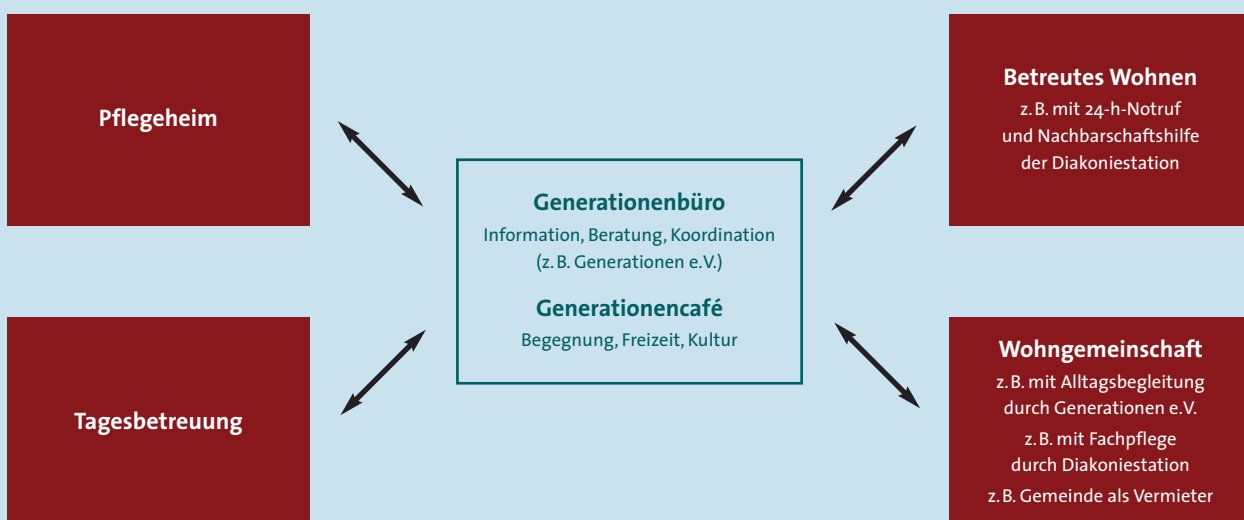 Pflegeheim
Betreutes Wohnen
z. B. mit 24-h-Notruf
und Nachbarschaftshilfe
der Diakoniestation
Generationenbüro
Information, Beratung, Koordination
(z. B. Generationen e.V.)
Generationencafé
Begegnung, Freizeit, Kultur
Tagesbetreuung
Wohngemeinschaft
z. B. mit Alltagsbegleitung
durch Generationen e.V.
z. B. mit Fachpflege
durch Diakoniestation
z. B. Gemeinde als Vermieter